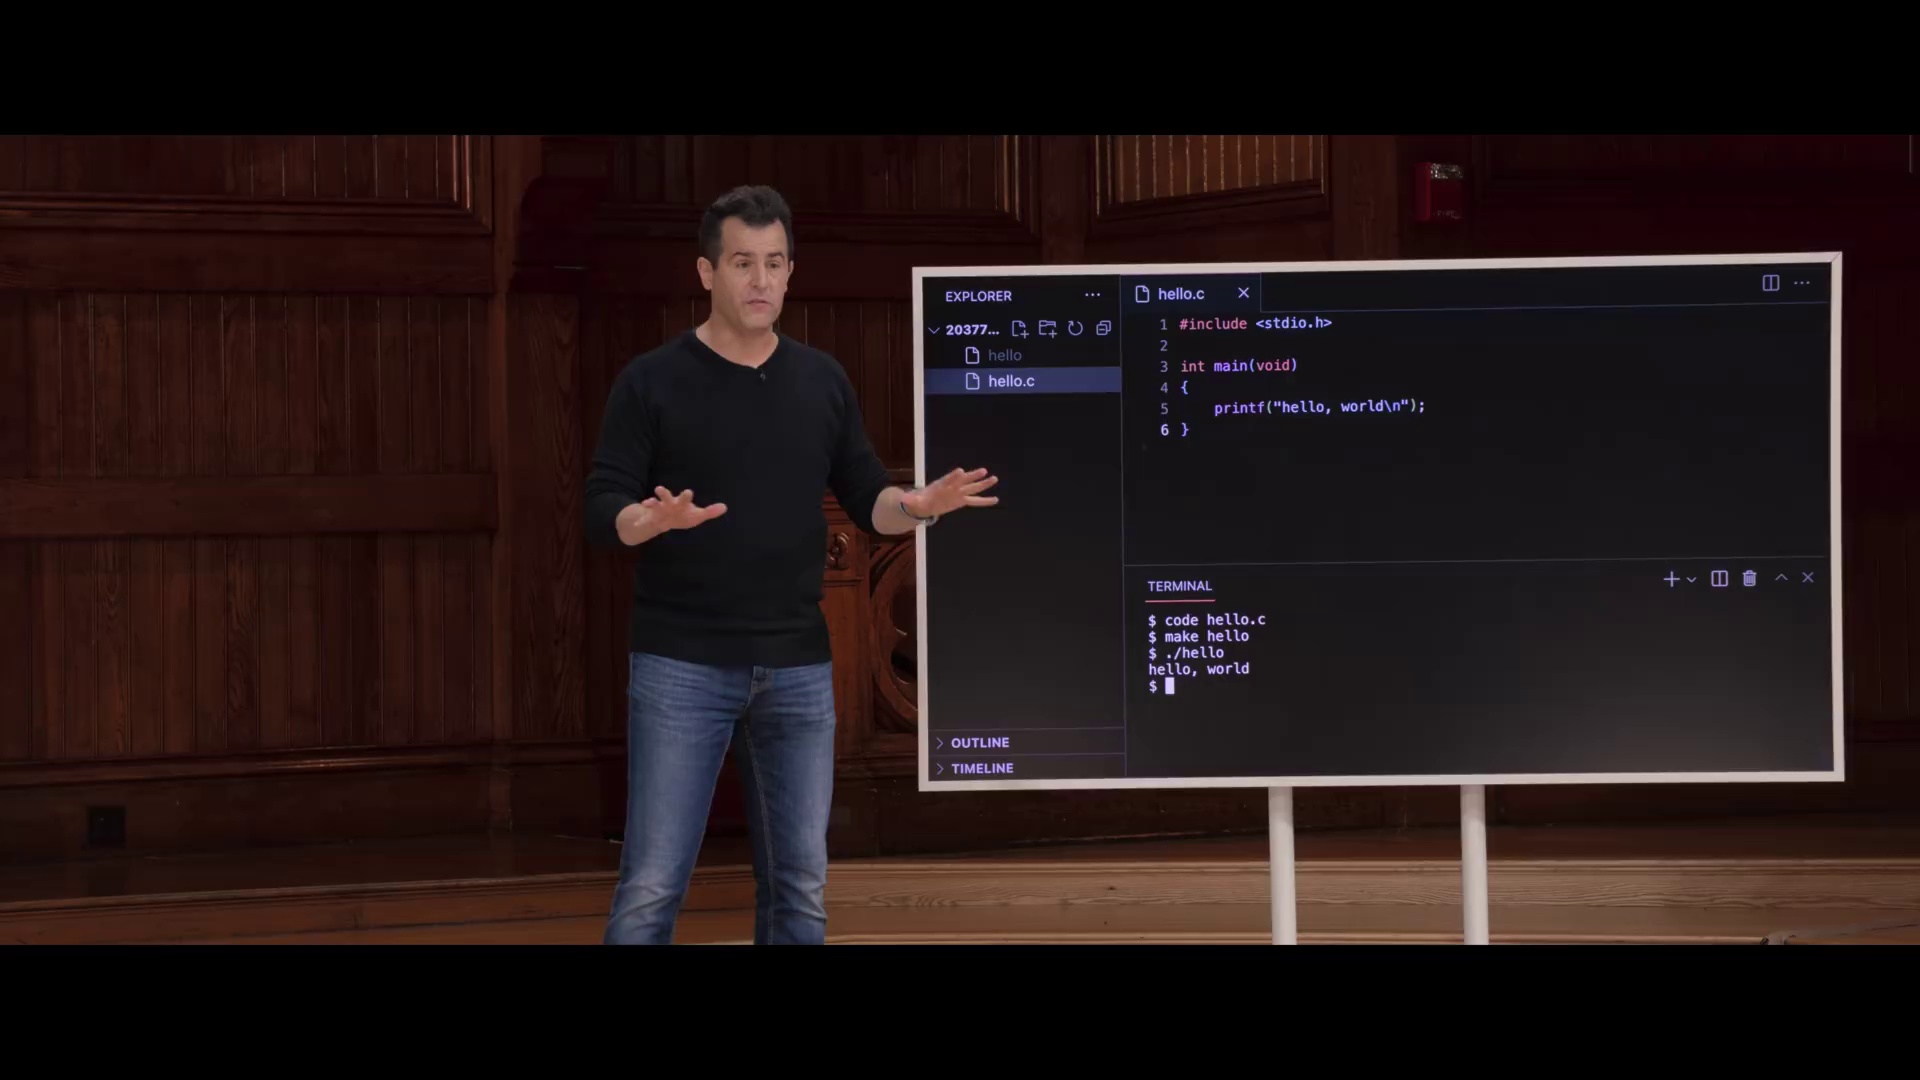 EXPLORER
20377...
hello
hello.c
OUTLINE
TIMELINE
hello.c
1 #include <stdio.h>
2
3 int main(void)
4 {
5 printf("hello, world\n");
6 }
TERMINAL
$ code hello.c
$ make hello
$ ./hello
hello, world
$